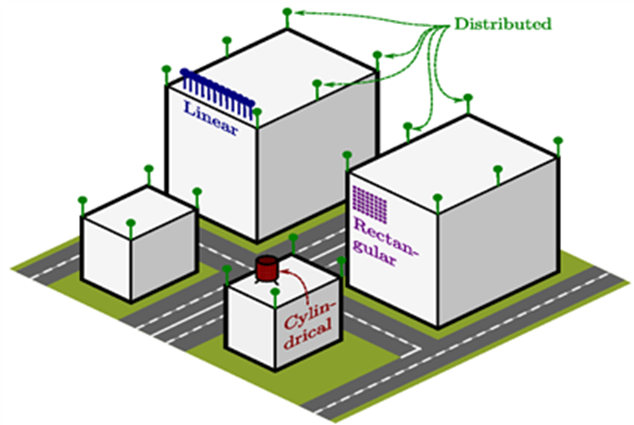 Distributed
Linear
Rectan-
gular
Cylin-
drical